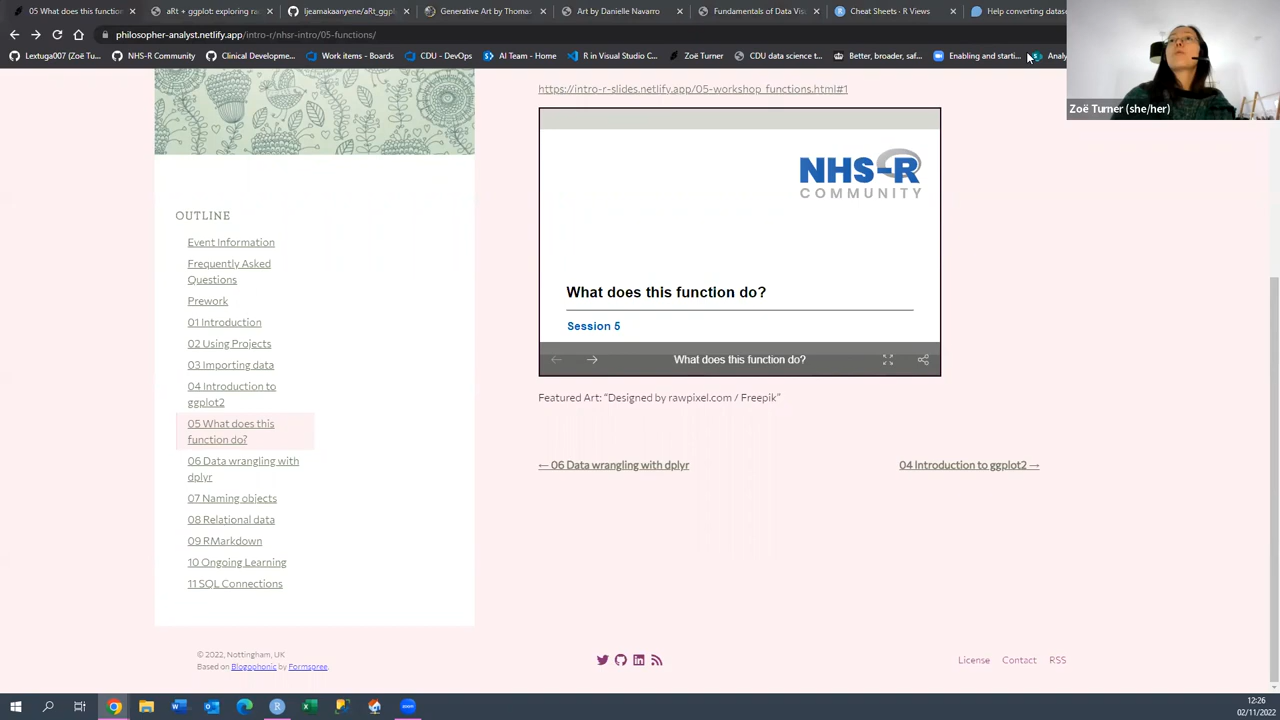 05 What does this func
aRt + generative art in r
jeremakaanyere/aRt_ggpl
Generative Art by Thomas
Art by Danielle Navarro
Fundamentals of Data Vis
Cheat Sheets - R Views
Help converting datas
philosopher-analyst.netlify.app/intro-r/nhsr-intro/05-functions/
Lextuga007 (Zoë Tu...
NHS-R Community
Clinical Developme...
Work items - Boards
CDU - DevOps
AI Team - Home
R in Visual Studio C...
Zoë Turner
CDU data science t...
Better, broader, saf...
Enabling and starti...
Analy
Zoë Turner (she/her)
https://intro-r-slides.netlify.app/05-workshop_functions.html#1
NHS-R
COMMUNITY
What does this function do?
Session 5
What does this function do?
Featured Art: “Designed by rawpixel.com / Freepik”
← 06 Data wrangling with dplyr
04 Introduction to ggplot2 →
OUTLINE
Event Information
Frequently Asked
Questions
Prework
01 Introduction
02 Using Projects
03 Importing data
04 Introduction to
ggplot2
05 What does this
function do?
06 Data wrangling with
dplyr
07 Naming objects
08 Relational data
09 RMarkdown
10 Ongoing Learning
11 SQL Connections
© 2022, Nottingham, UK
Based on Blogophonic by Formspree.
License
Contact
RSS
zoom
12:26
02/11/2022